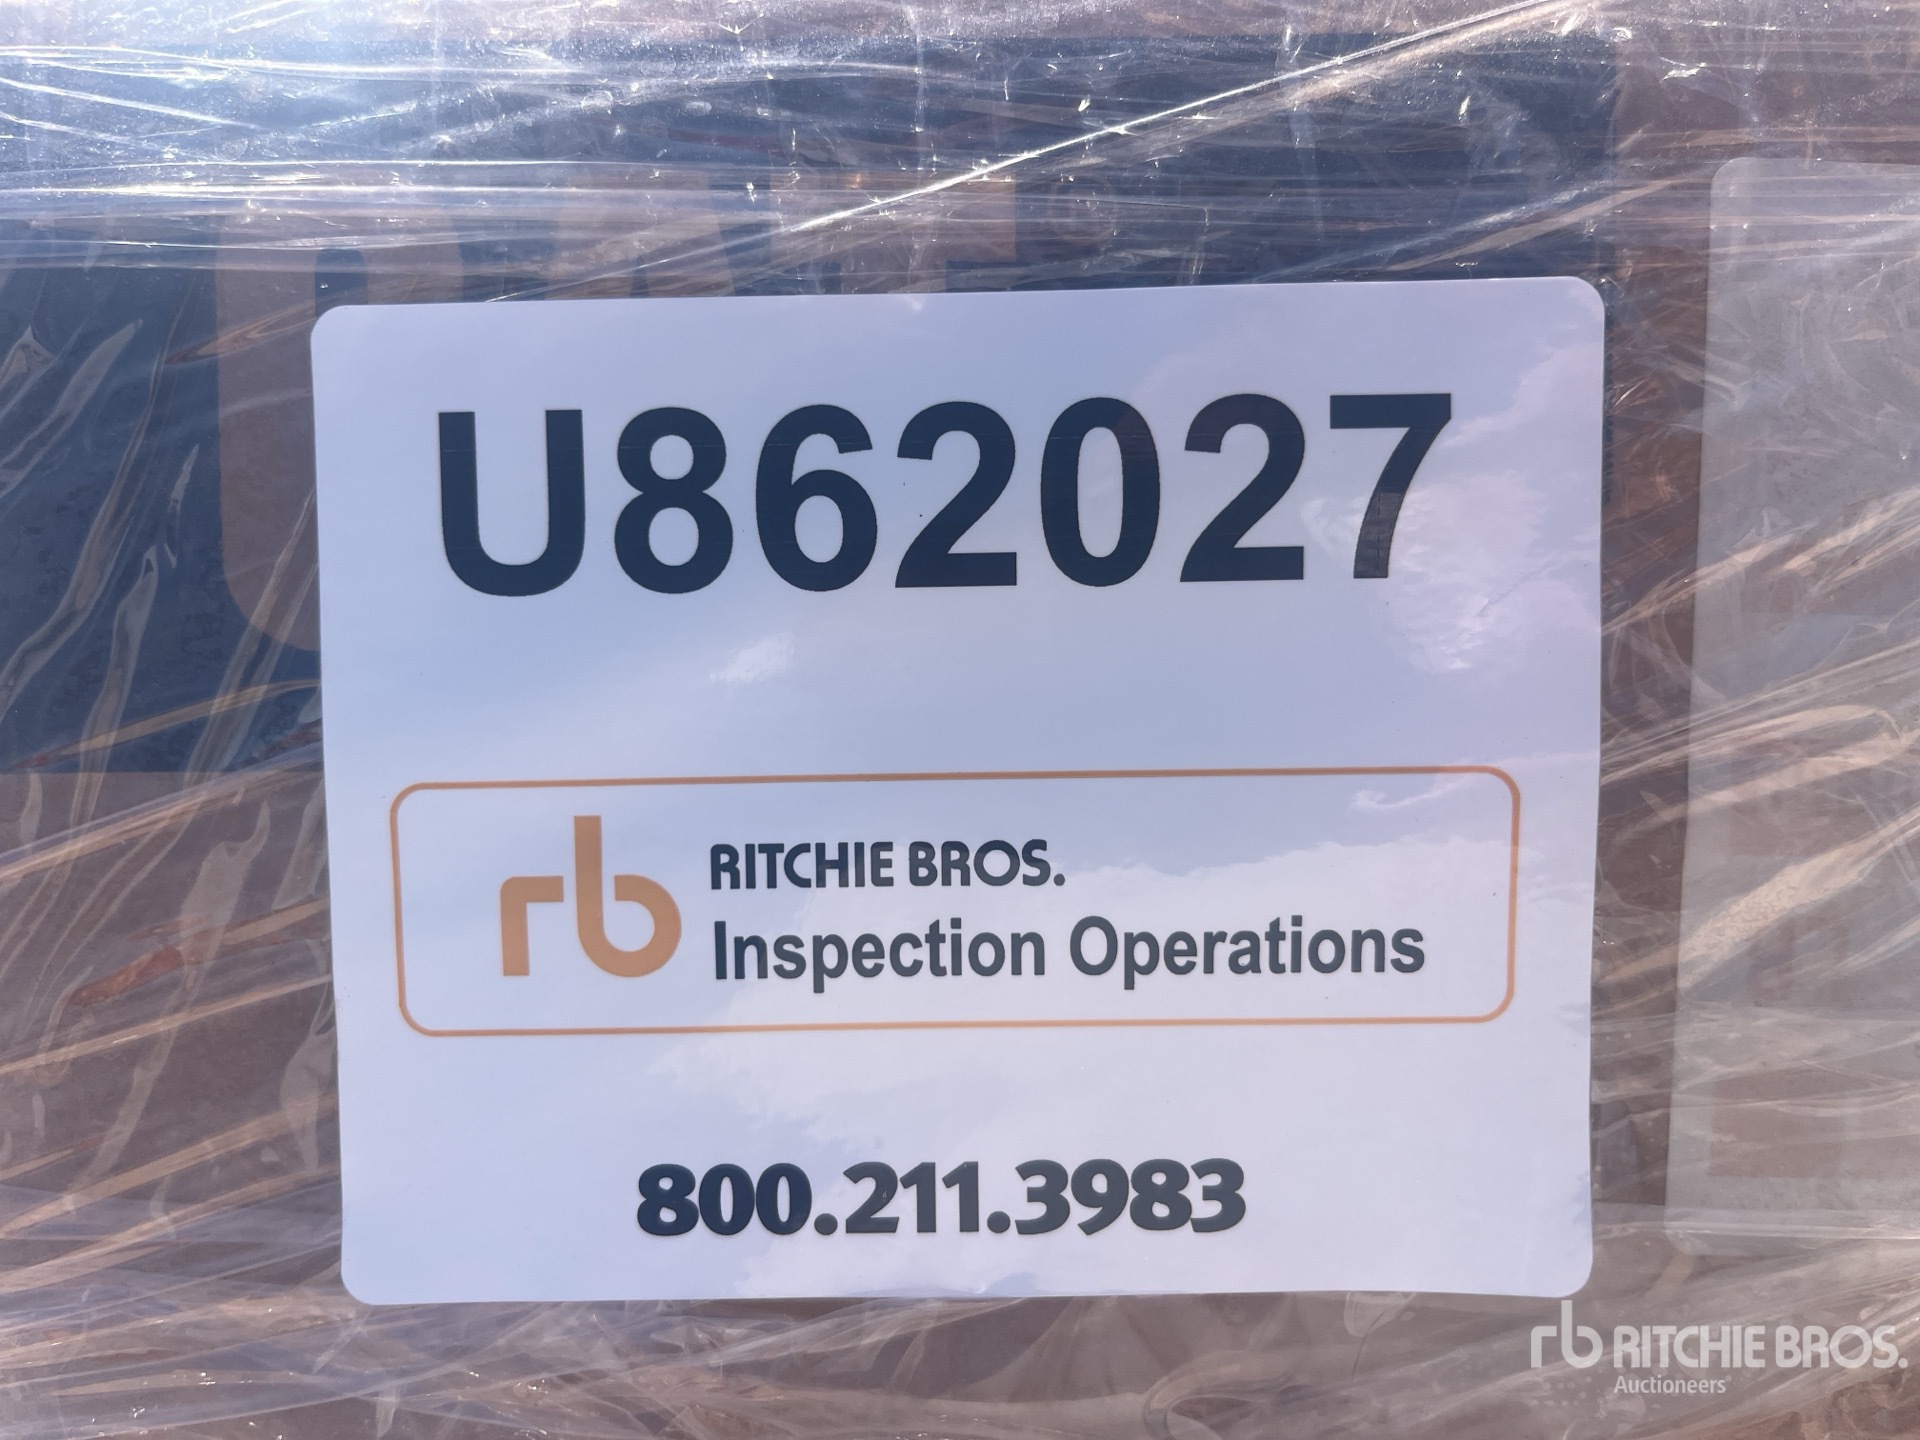 U862027
rb RITCHIE BROS.
Inspection Operations
800.211.3983
rb RITCHIE BROS.
Auctioneers